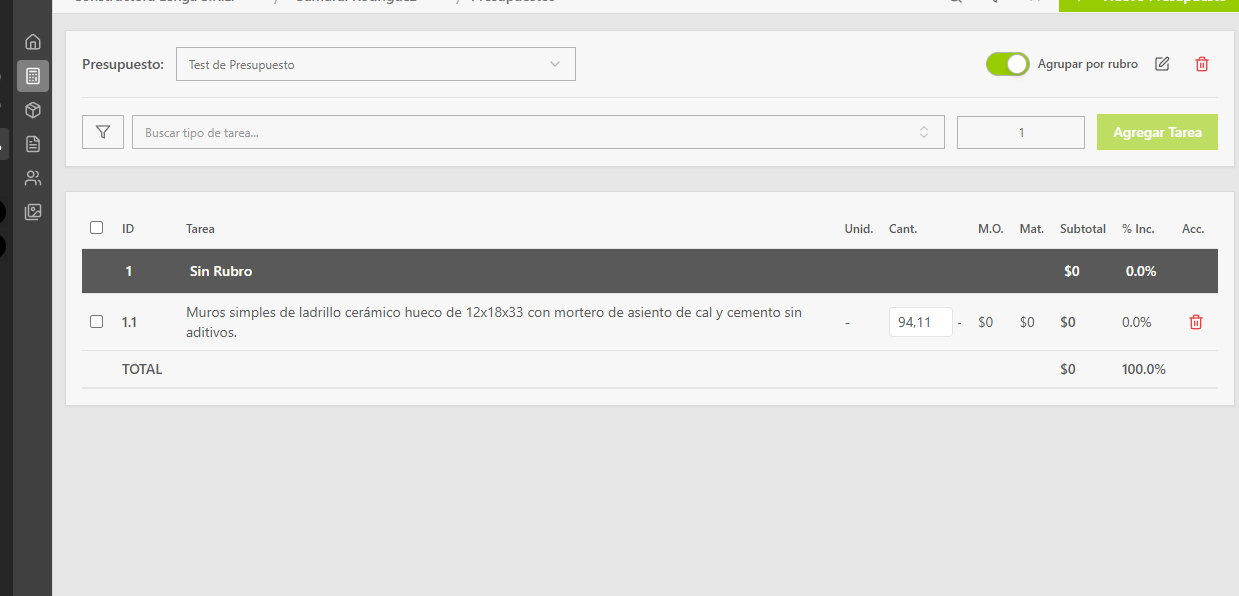 Presupuestos
Presupuesto: Test de Presupuesto Agrupar por rubro
Buscar tipo de tarea... 1 Agregar Tarea
ID Tarea Unid. Cant. M.O. Mat. Subtotal % Inc. Acc.
1 Sin Rubro $0 0.0%
1.1 Muros simples de ladrillo cerámico hueco de 12x18x33 con mortero de asiento de cal y cemento sin
aditivos. - 94,11 - $0 $0 $0 0.0%
TOTAL $0 100.0%